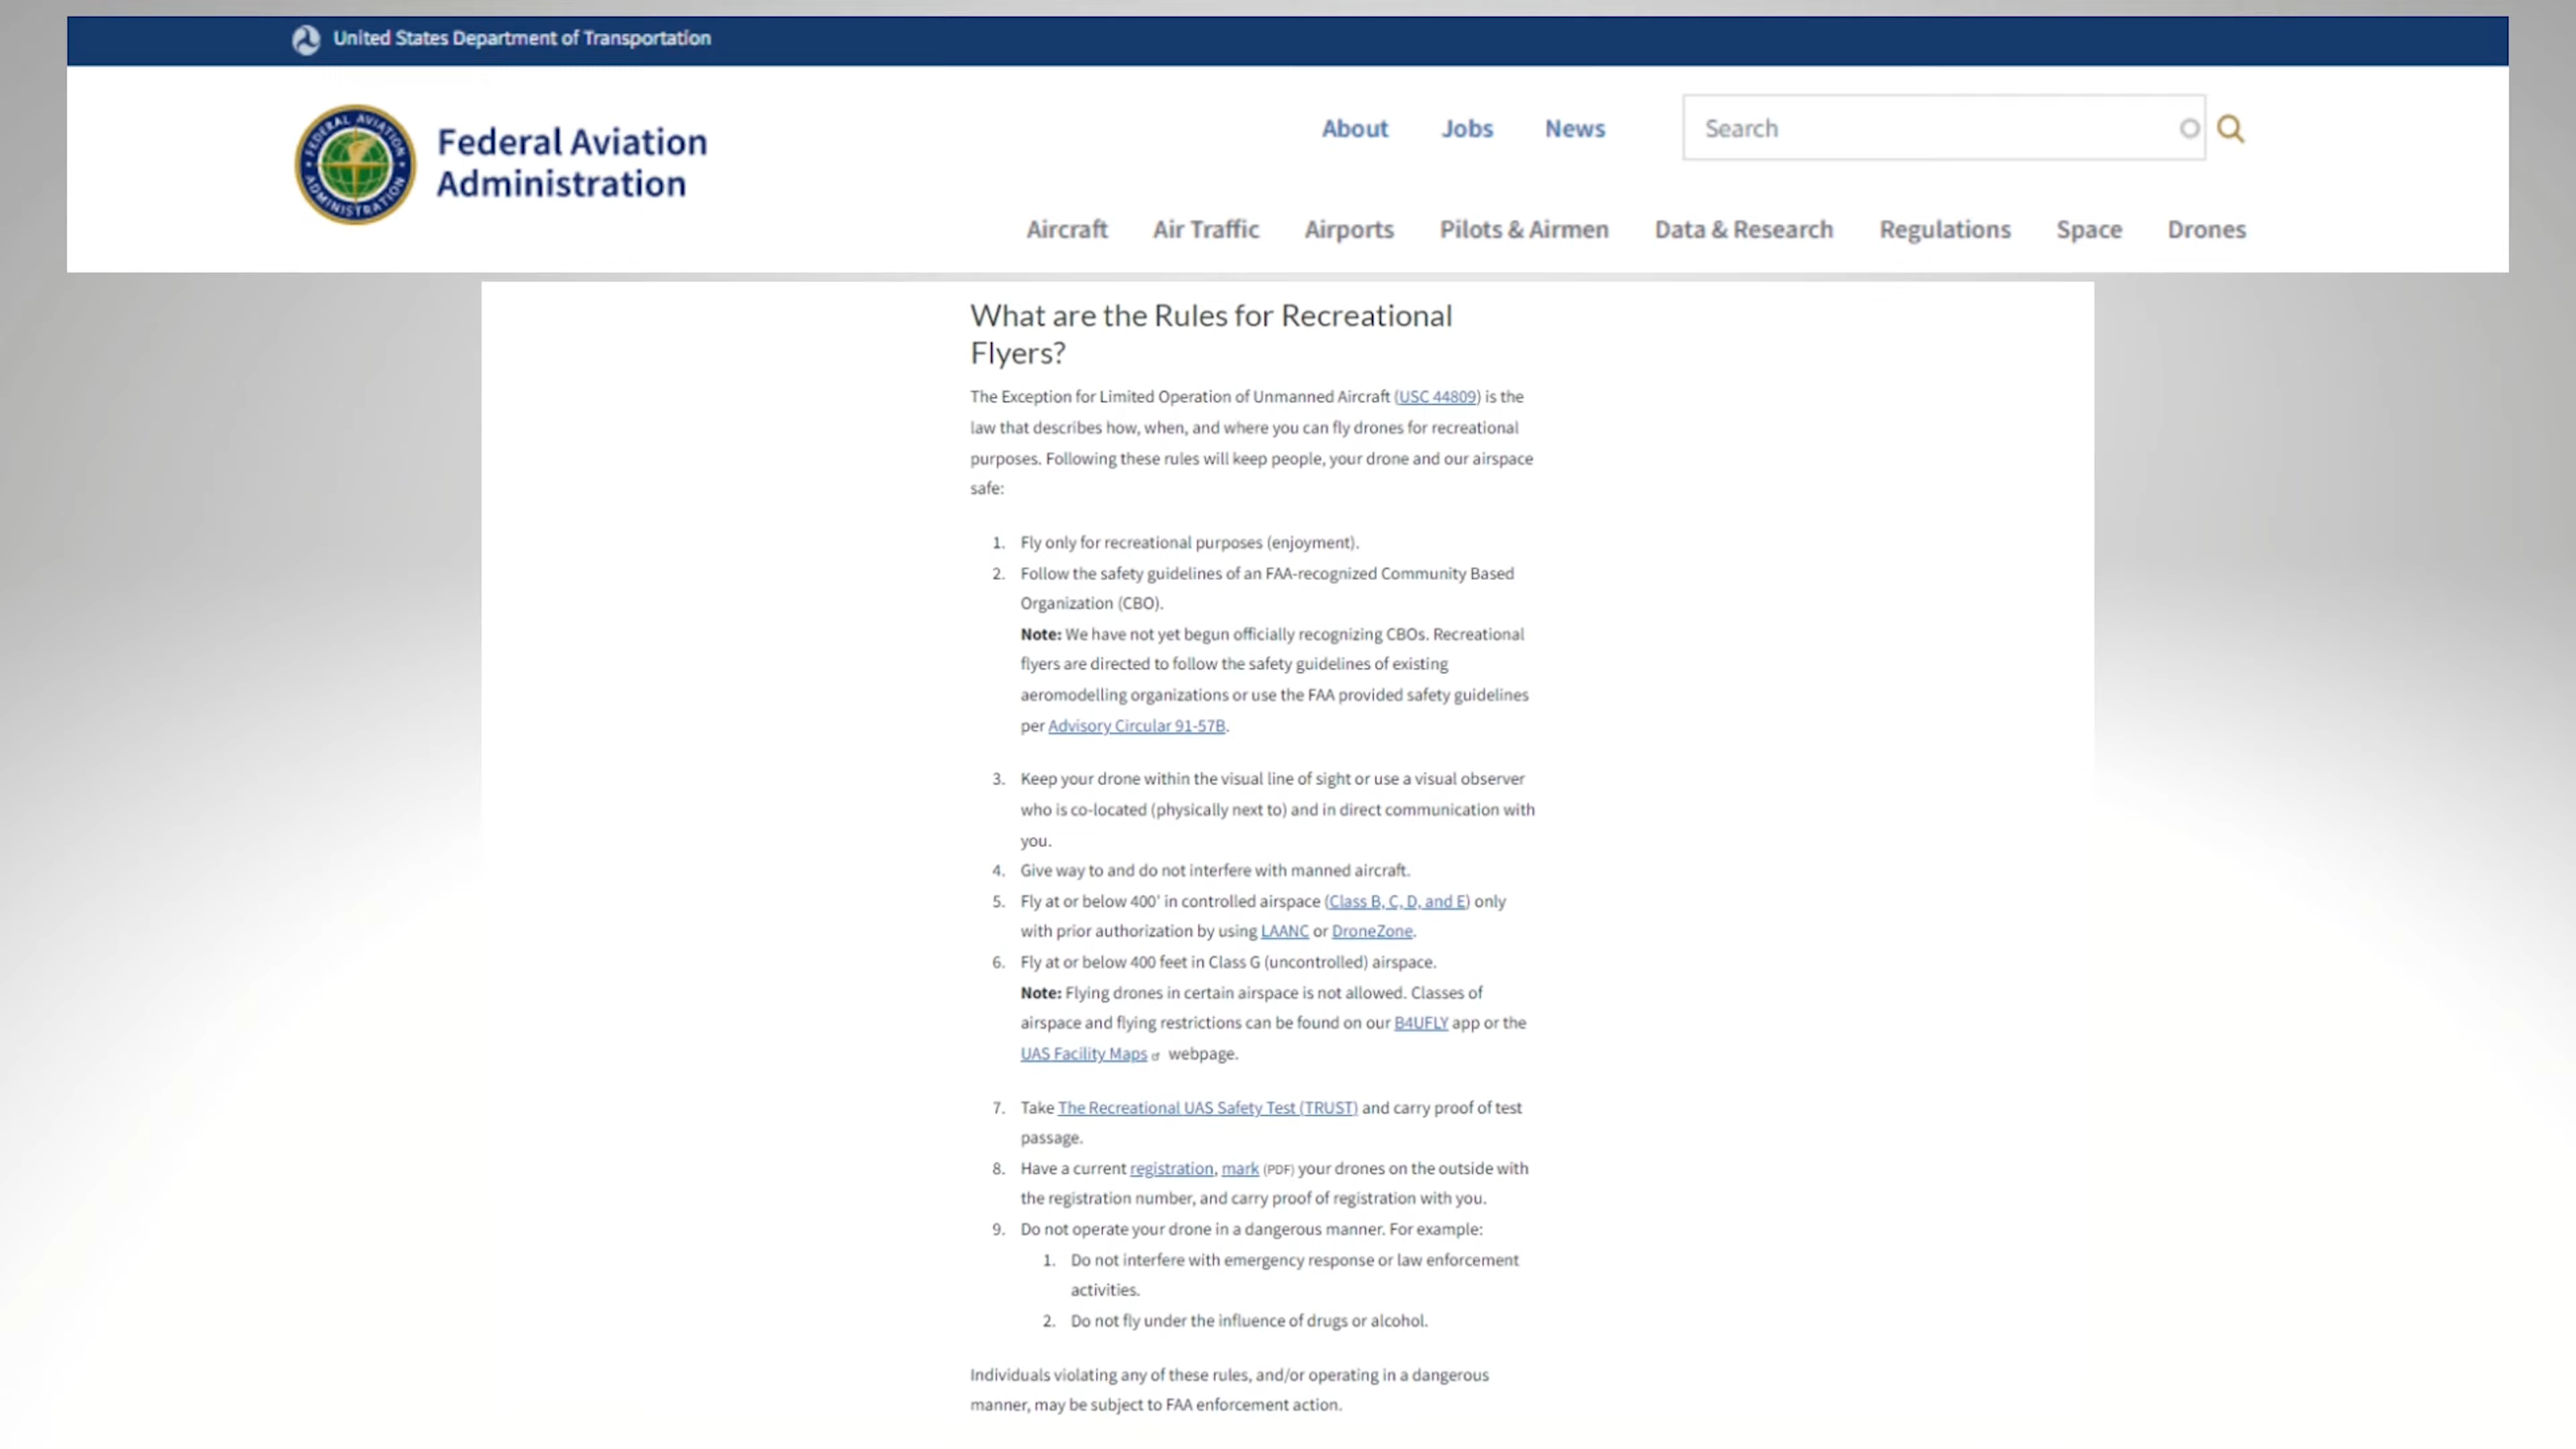 United States Department of Transportation
FEDERAL AVIATION ADMINISTRATION
Federal Aviation
Administration
About Jobs News Search
Aircraft Air Traffic Airports Pilots & Airmen Data & Research Regulations Space Drones
What are the Rules for Recreational
Flyers?
The Exception for Limited Operation of Unmanned Aircraft (USC 44809) is the
law that describes how, when, and where you can fly drones for recreational
purposes. Following these rules will keep people, your drone and our airspace
safe:
1. Fly only for recreational purposes (enjoyment).
2. Follow the safety guidelines of an FAA-recognized Community Based
Organization (CBO).
Note: We have not yet begun officially recognizing CBOs. Recreational
flyers are directed to follow the safety guidelines of existing
aeromodelling organizations or use the FAA provided safety guidelines
per Advisory Circular 91-57B.
3. Keep your drone within the visual line of sight or use a visual observer
who is co-located (physically next to) and in direct communication with
you.
4. Give way to and do not interfere with manned aircraft.
5. Fly at or below 400' in controlled airspace (Class B, C, D, and E) only
with prior authorization by using LAANC or DroneZone.
6. Fly at or below 400 feet in Class G (uncontrolled) airspace.
Note: Flying drones in certain airspace is not allowed. Classes of
airspace and flying restrictions can be found on our B4UFLY app or the
UAS Facility Maps webpage.
7. Take The Recreational UAS Safety Test (TRUST) and carry proof of test
passage.
8. Have a current registration, mark (PDF) your drones on the outside with
the registration number, and carry proof of registration with you.
9. Do not operate your drone in a dangerous manner. For example:
1. Do not interfere with emergency response or law enforcement
activities.
2. Do not fly under the influence of drugs or alcohol.
Individuals violating any of these rules, and/or operating in a dangerous
manner, may be subject to FAA enforcement action.